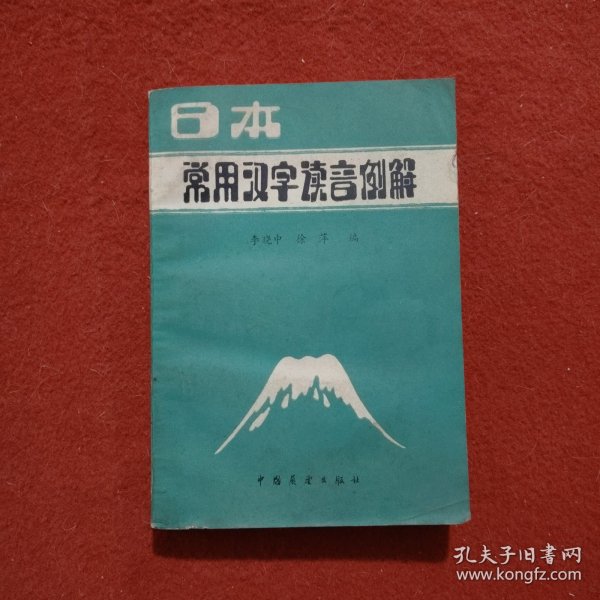 日本
常用汉字读音例解
李晓中 徐萍 编
中国展望出版社
孔夫子旧书网
www.kongfz.com